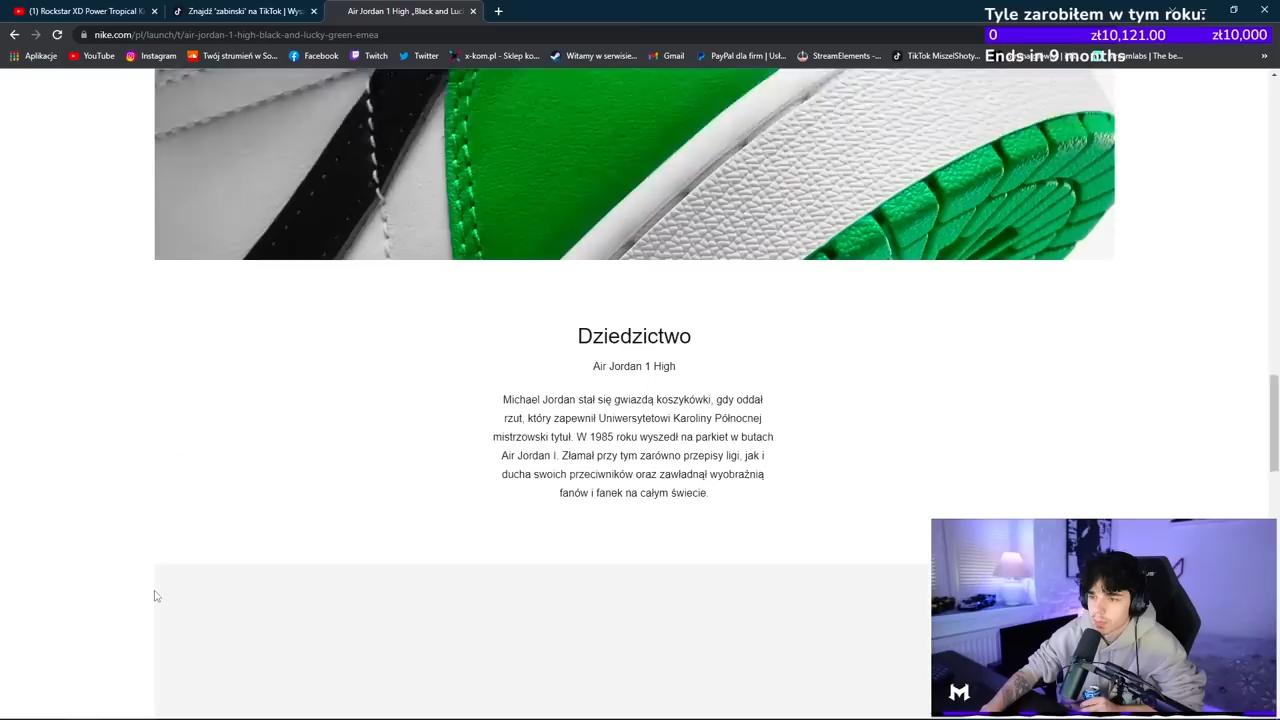 (1) Rockstar XD Power Tropical K
Znajdź 'zabinski' na TikTok | Wys
Air Jordan 1 High „Black and Luc
Tyle zarobiłem w tym roku:
nike.com/pl/launch/t/air-jordan-1-high-black-and-lucky-green-emea
0 zł10,121.00 zł10,000
Aplikacje YouTube Instagram Twój strumień w So... Facebook Twitch Twitter x-kom.pl - Sklep ko... Witamy w serwisie... Gmail PayPal dla firm | Usł... StreamElements -... TikTok MiszelShoty... | The be... »
Ends in 9 months
Dziedzictwo
Air Jordan 1 High
Michael Jordan stał się gwiazdą koszykówki, gdy oddał
rzut, który zapewnił Uniwersytetowi Karoliny Północnej
mistrzowski tytuł. W 1985 roku wyszedł na parkiet w butach
Air Jordan I. Złamał przy tym zarówno przepisy ligi, jak i
ducha swoich przeciwników oraz zawładnął wyobraźnią
fanów i fanek na całym świecie.